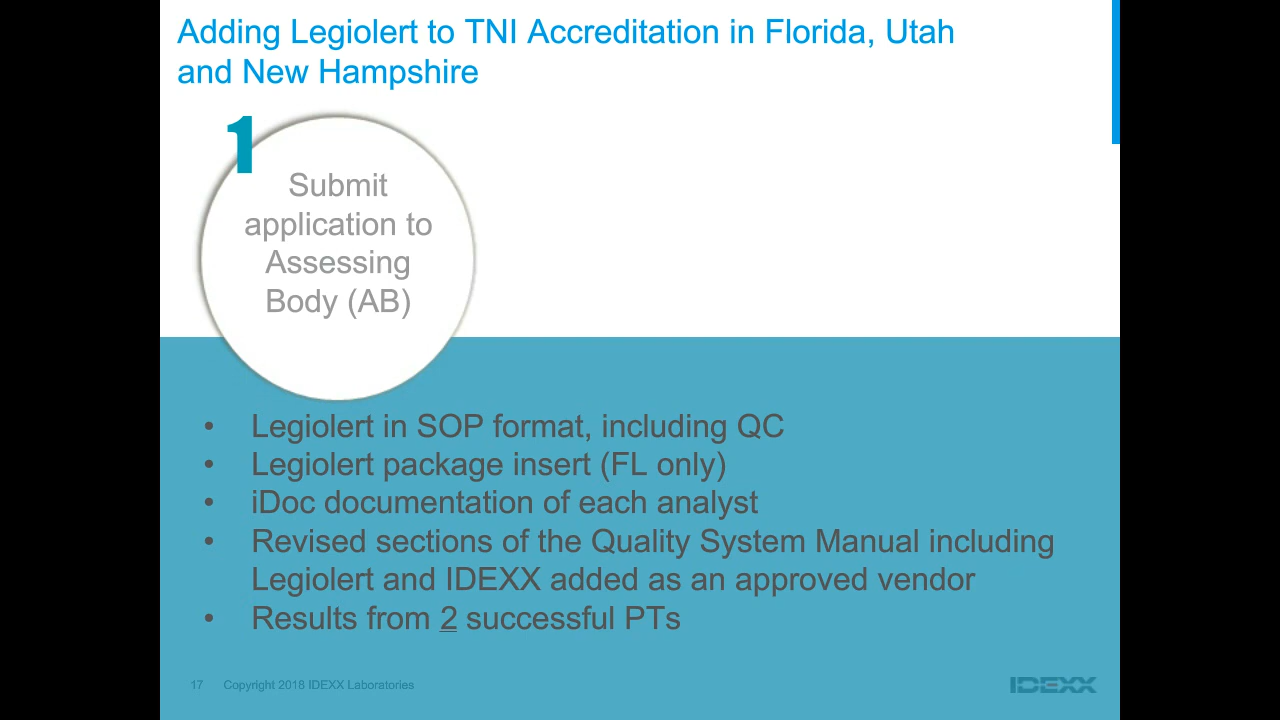 Adding Legiolert to TNI Accreditation in Florida, Utah
and New Hampshire
1
Submit
application to
Assessing
Body (AB)
• Legiolert in SOP format, including QC
• Legiolert package insert (FL only)
• iDoc documentation of each analyst
• Revised sections of the Quality System Manual including
Legiolert and IDEXX added as an approved vendor
• Results from 2 successful PTs
17 Copyright 2018 IDEXX Laboratories
IDEXX